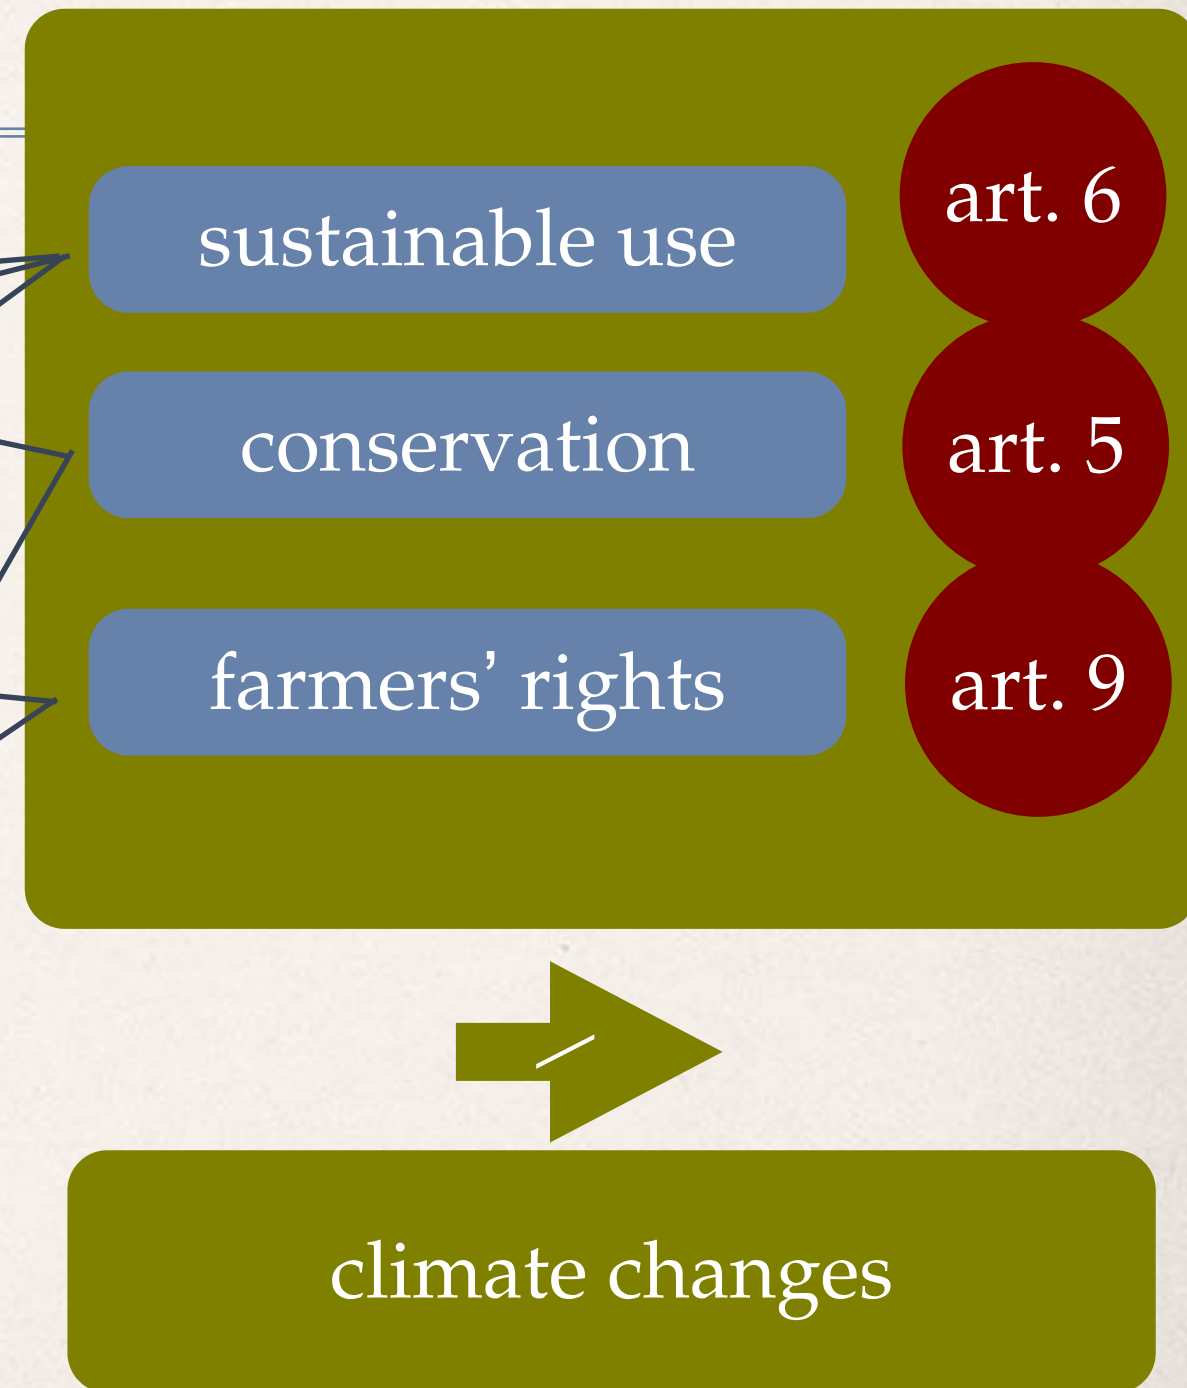 sustainable use
art. 6
conservation
art. 5
farmers’ rights
art. 9
climate changes